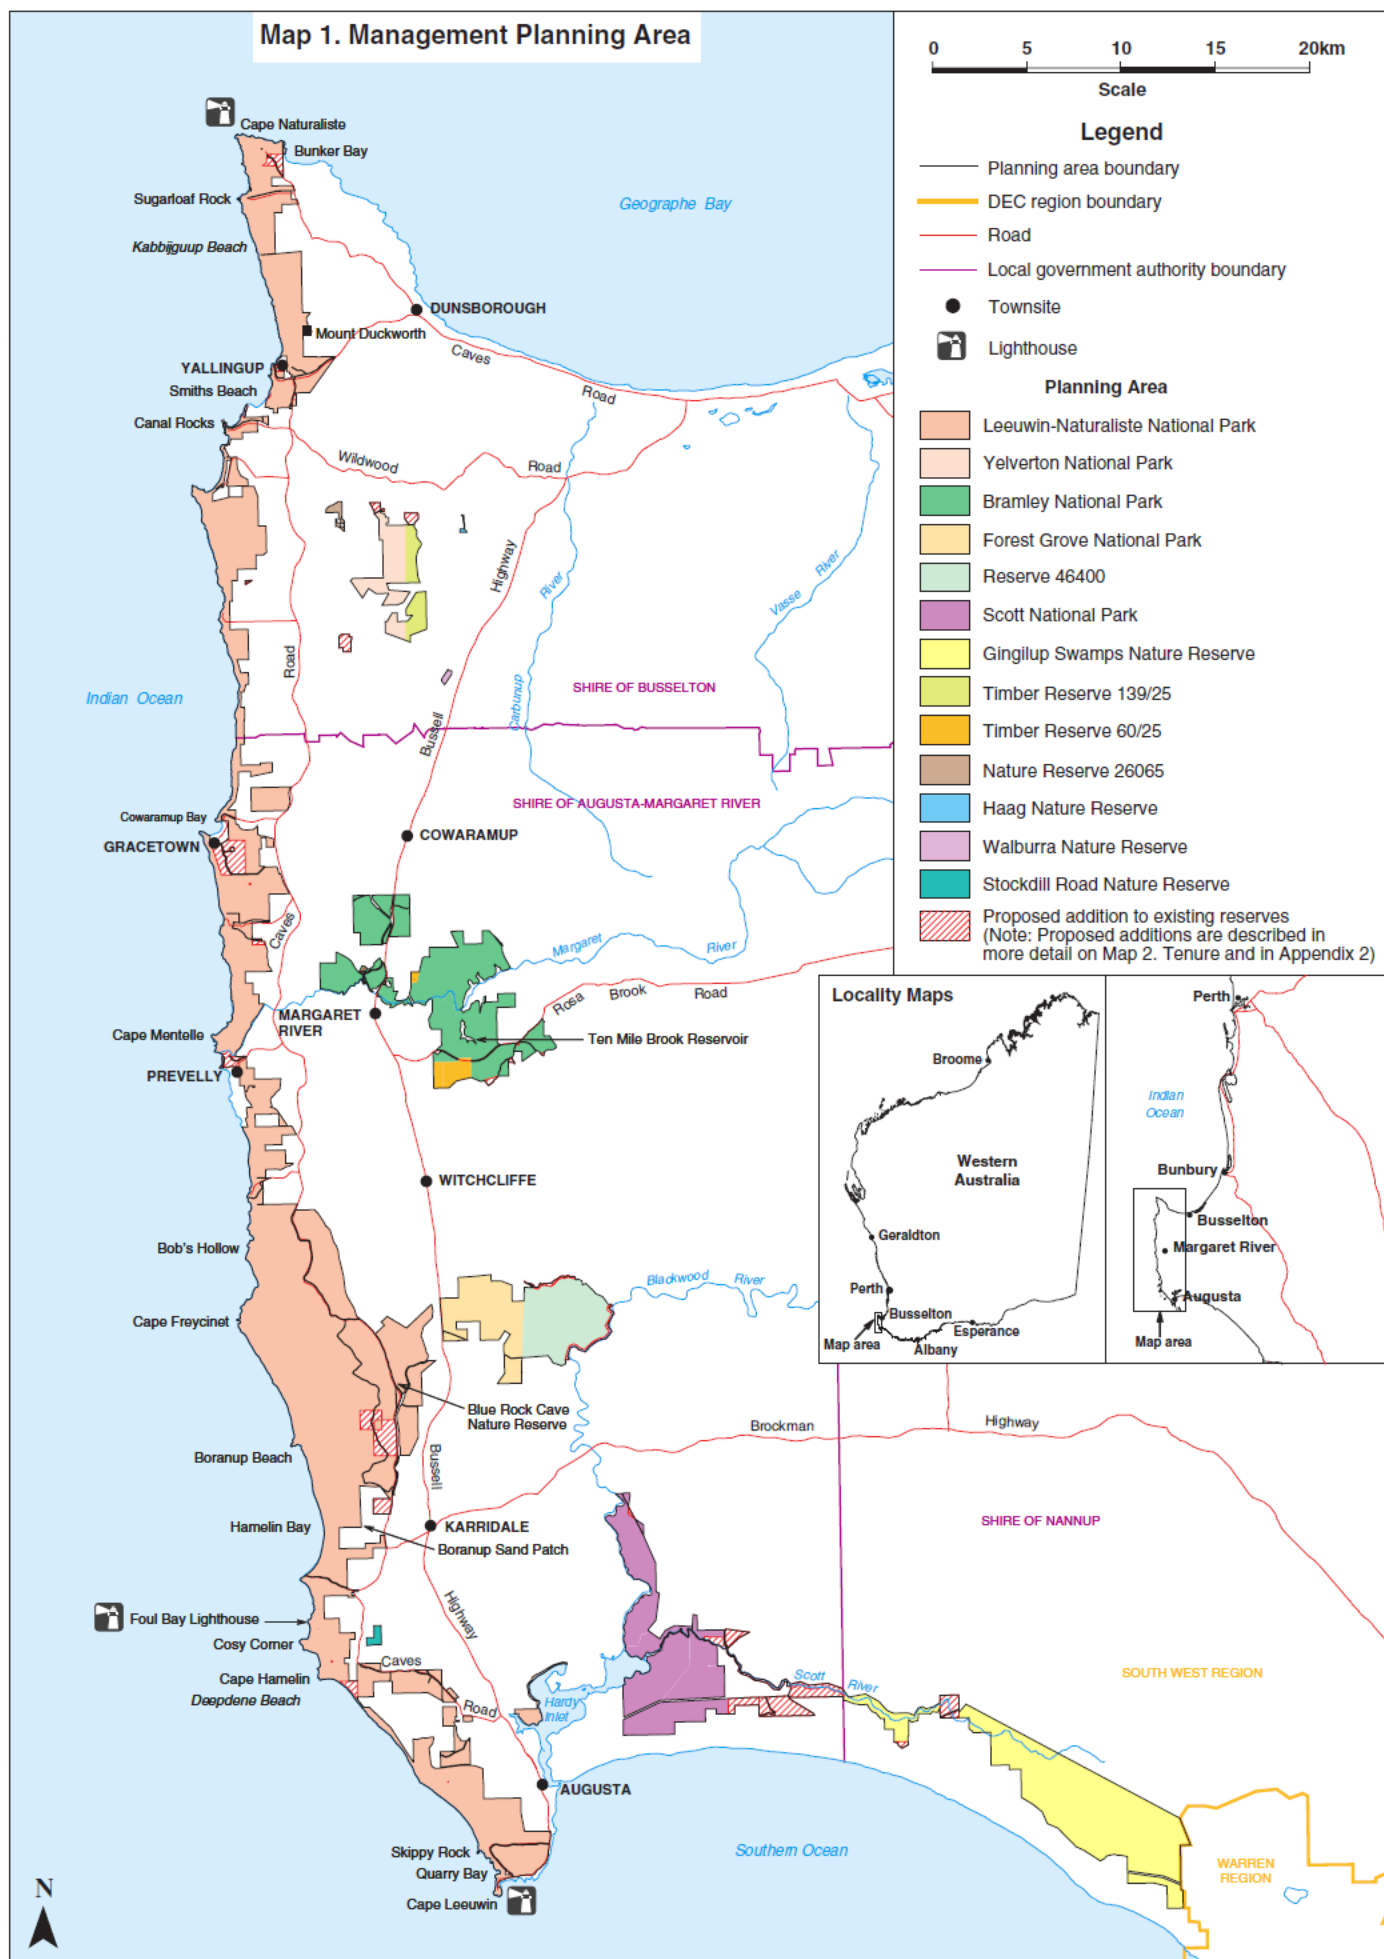 Map 1. Management Planning Area
0 5 10 15 20km
Scale
Legend
Planning area boundary
DEC region boundary
Road
Local government authority boundary
Townsite
Lighthouse
Planning Area
Leeuwin-Naturaliste National Park
Yelverton National Park
Bramley National Park
Forest Grove National Park
Reserve 46400
Scott National Park
Gingilup Swamps Nature Reserve
Timber Reserve 139/25
Timber Reserve 60/25
Nature Reserve 26065
Haag Nature Reserve
Walburra Nature Reserve
Stockdill Road Nature Reserve
Proposed addition to existing reserves
(Note: Proposed additions are described in
more detail on Map 2. Tenure and in Appendix 2)
Cape Naturaliste
Bunker Bay
Sugarloaf Rock
Geographe Bay
Kabbijguup Beach
DUNSBOROUGH
Mount Duckworth
Caves
Road
YALLINGUP
Smiths Beach
Canal Rocks
Wildwood
Road
Highway
River
River
Vasse
Road
Carbunup
SHIRE OF BUSSELTON
Indian Ocean
Bussell
SHIRE OF AUGUSTA-MARGARET RIVER
Cowaramup Bay
GRACETOWN
COWARAMUP
Caves
Margaret
River
Rosa
Brook
Road
MARGARET
RIVER
Cape Mentelle
Ten Mile Brook Reservoir
PREVELLY
WITCHCLIFFE
Bob's Hollow
Blackwood
River
Cape Freycinet
Blue Rock Cave
Nature Reserve
Brockman
Highway
Boranup Beach
Bussell
Hamelin Bay
KARRIDALE
Boranup Sand Patch
SHIRE OF NANNUP
Highway
Foul Bay Lighthouse
Cosy Corner
Caves
Cape Hamelin
Deepdene Beach
Road
Hardy
Inlet
Scott
River
SOUTH WEST REGION
AUGUSTA
Skippy Rock
Quarry Bay
Cape Leeuwin
Southern Ocean
WARREN
REGION
N
Locality Maps
Broome
Western
Australia
Geraldton
Perth
Busselton
Map area
Esperance
Albany
Perth
Indian
Ocean
Bunbury
Busselton
Margaret River
Augusta
Map area